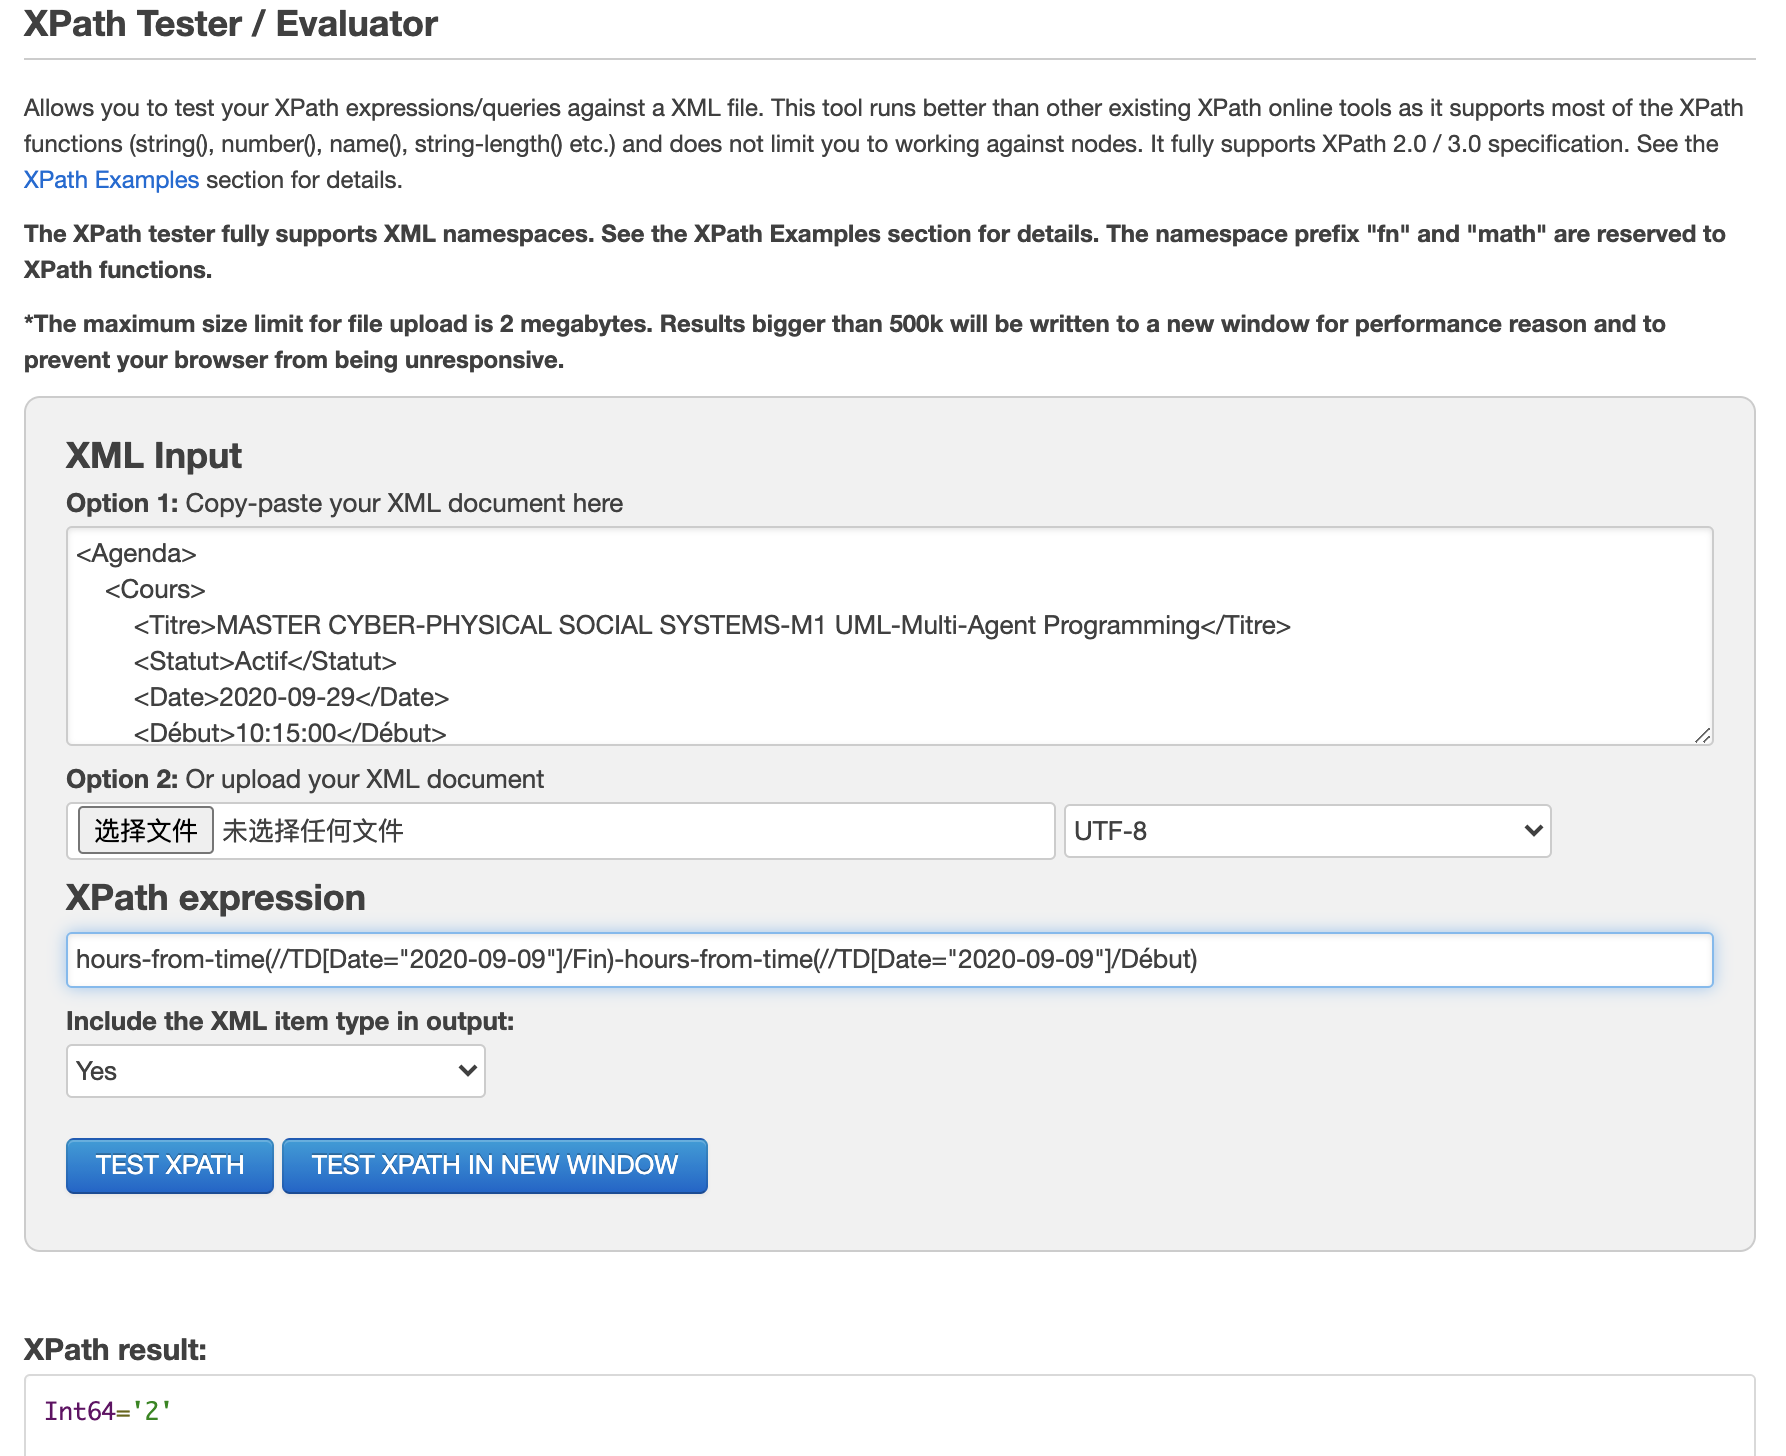 XPath Tester / Evaluator
Allows you to test your XPath expressions/queries against a XML file. This tool runs better than other existing XPath online tools as it supports most of the XPath
functions (string(), number(), name(), string-length() etc.) and does not limit you to working against nodes. It fully supports XPath 2.0 / 3.0 specification. See the
XPath Examples section for details.
The XPath tester fully supports XML namespaces. See the XPath Examples section for details. The namespace prefix "fn" and "math" are reserved to
XPath functions.
*The maximum size limit for file upload is 2 megabytes. Results bigger than 500k will be written to a new window for performance reason and to
prevent your browser from being unresponsive.
XML Input
Option 1: Copy-paste your XML document here
<Agenda>
<Cours>
<Titre>MASTER CYBER-PHYSICAL SOCIAL SYSTEMS-M1 UML-Multi-Agent Programming</Titre>
<Statut>Actif</Statut>
<Date>2020-09-29</Date>
<Début>10:15:00</Début>
Option 2: Or upload your XML document
选择文件 未选择任何文件 UTF-8
XPath expression
hours-from-time(//TD[Date="2020-09-09"]/Fin)-hours-from-time(//TD[Date="2020-09-09"]/Début)
Include the XML item type in output:
Yes
TEST XPATH TEST XPATH IN NEW WINDOW
XPath result:
Int64='2'